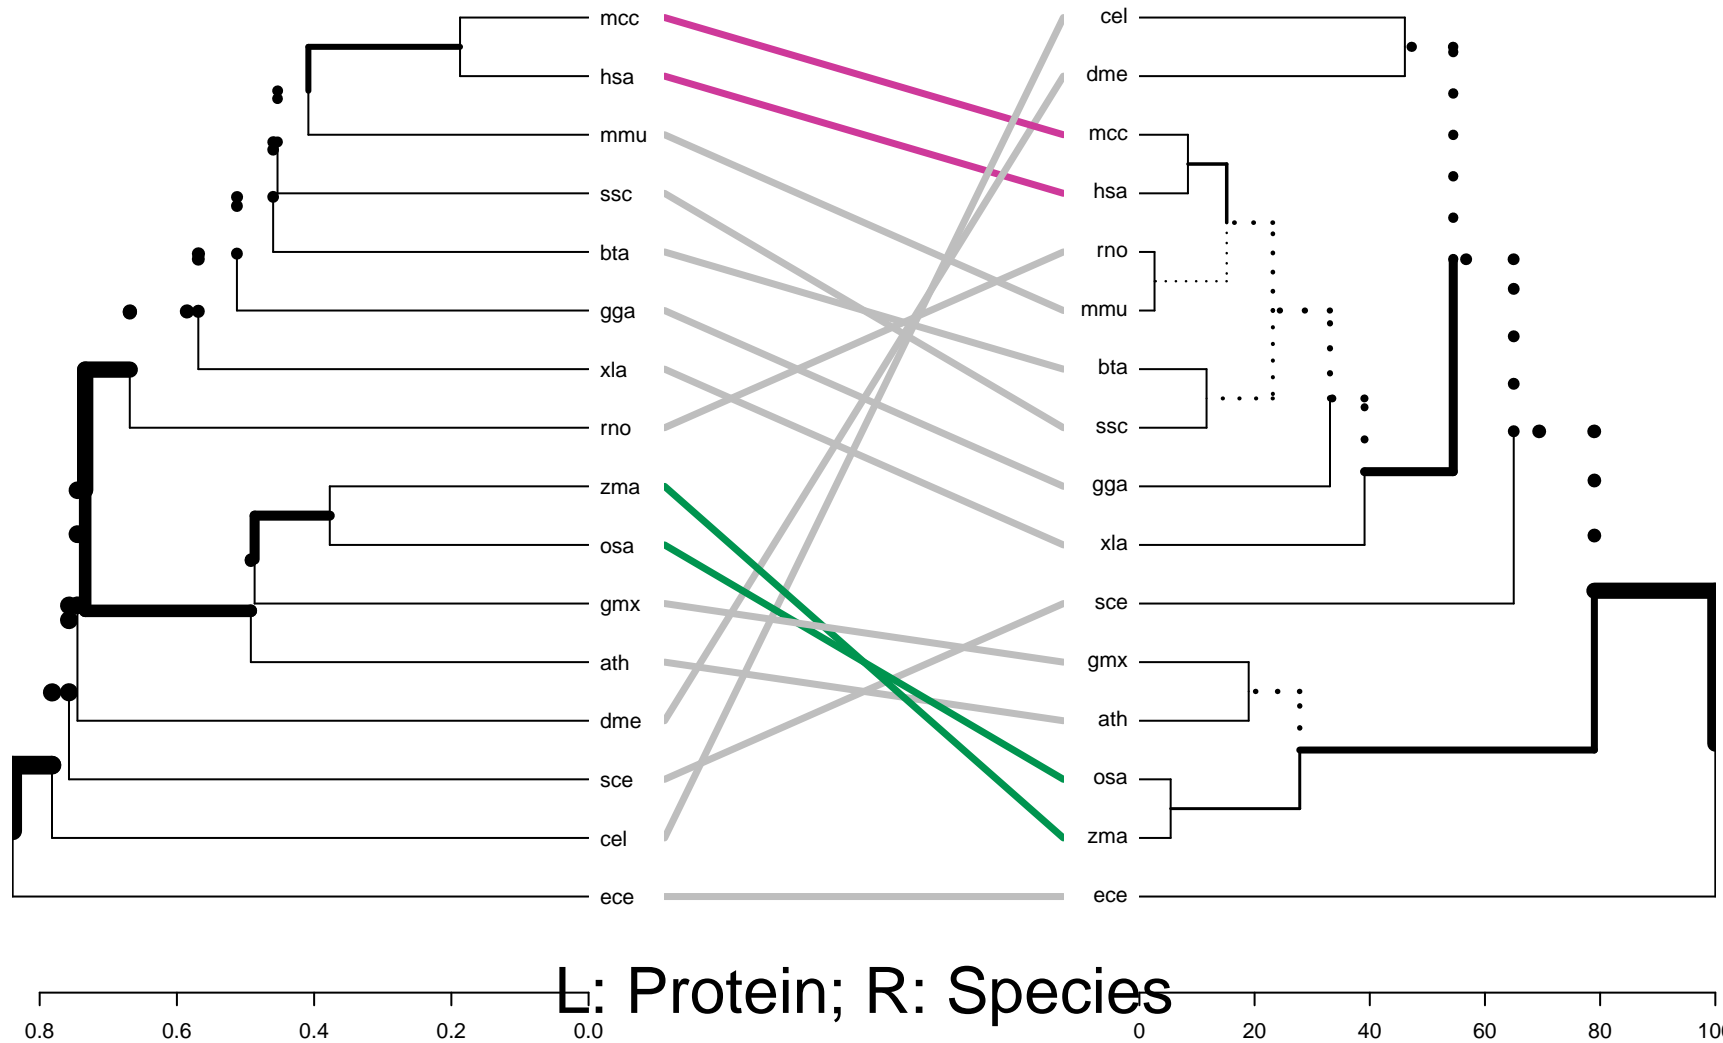 mcc
hsa
mmu
ssc
bta
gga
xla
rno
zma
osa
gmx
ath
dme
sce
cel
ece
cel
dme
mcc
hsa
rno
mmu
bta
ssc
gga
xla
sce
gmx
ath
osa
zma
ece
L: Protein; R: Species
0.8 0.6 0.4 0.2 0.0
0 20 40 60 80